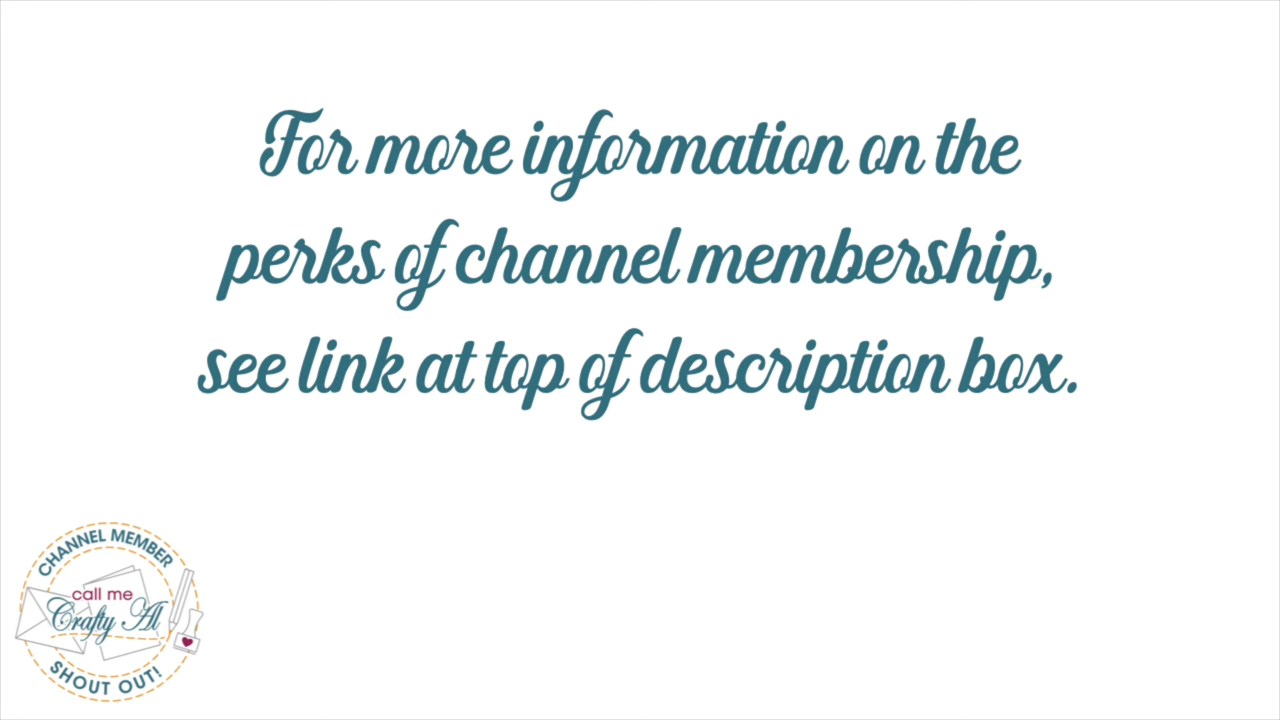 For more information on the
perks of channel membership,
see link at top of description box.
CHANNEL MEMBER
call me
Crafty Al
SHOUT OUT!